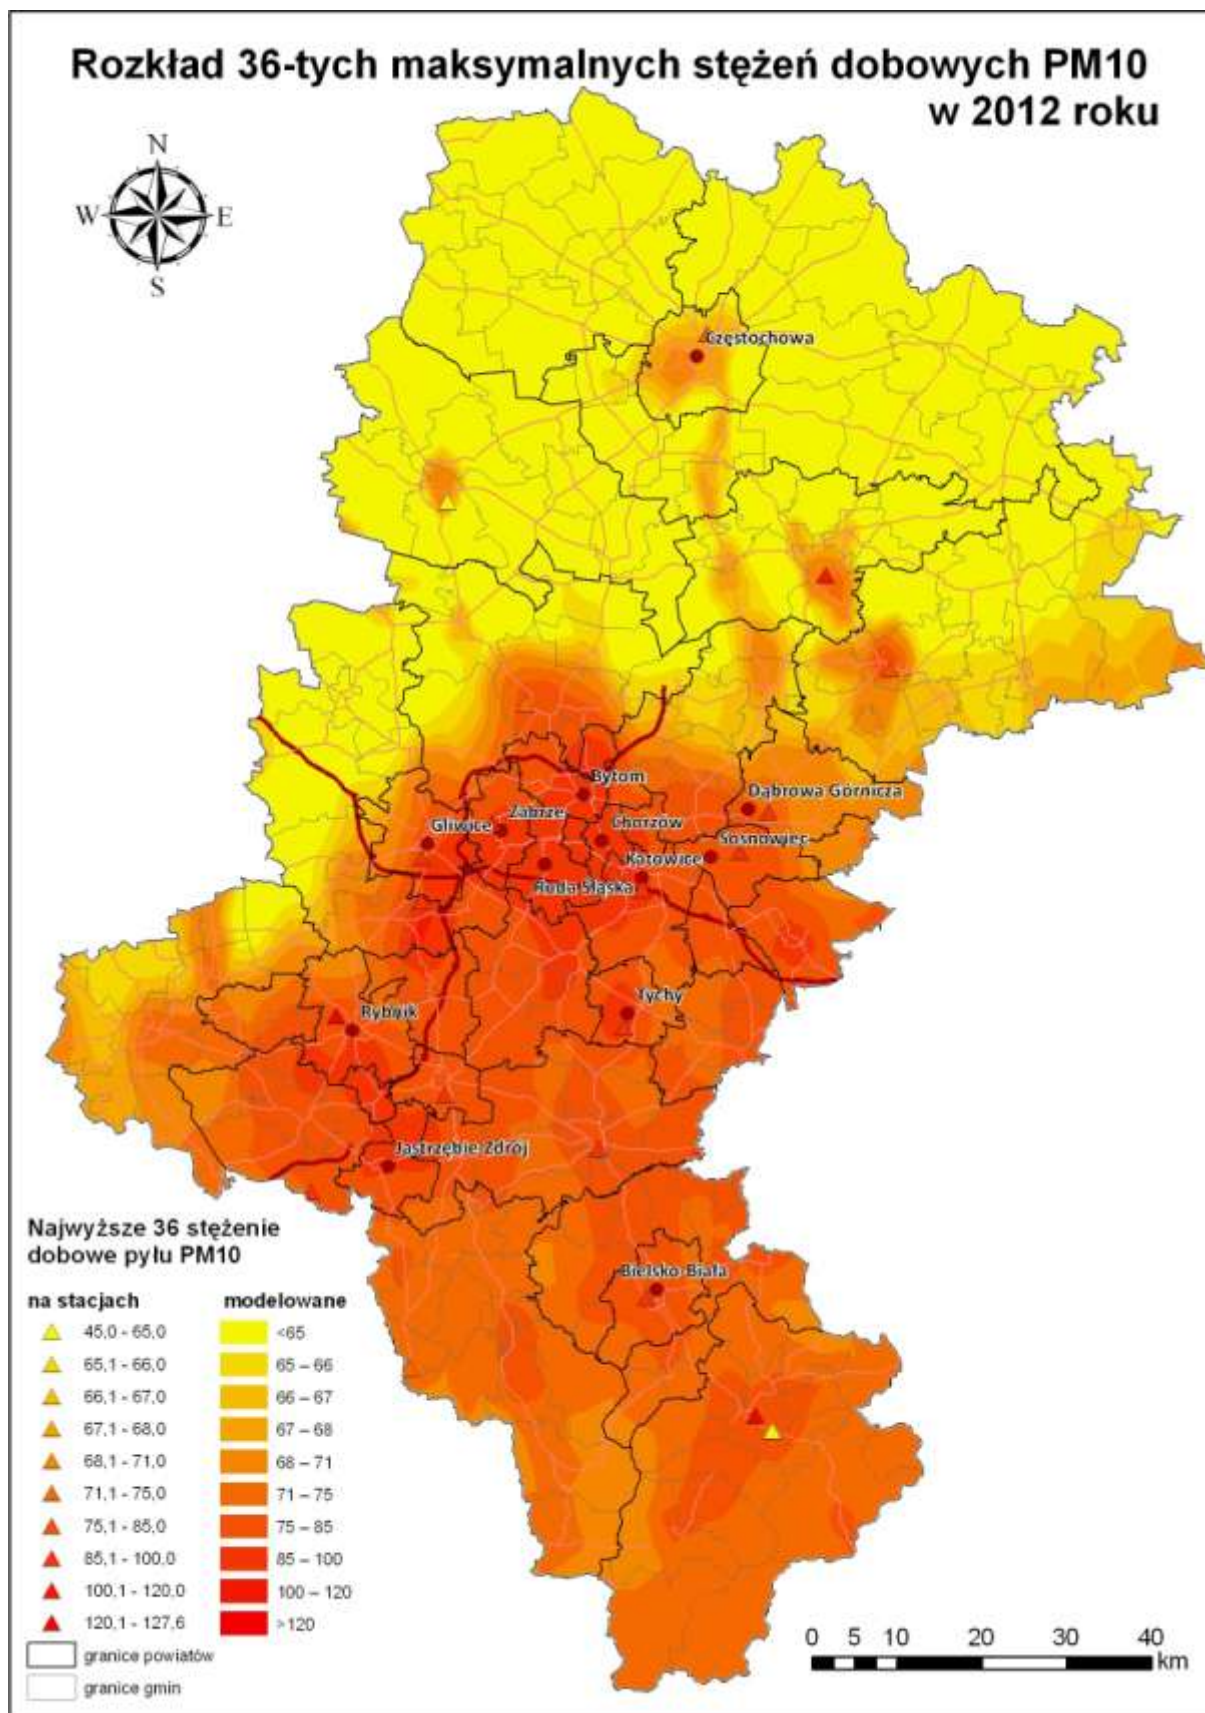 Rozkład 36-tych maksymalnych stężeń dobowych PM10
w 2012 roku
N
W E
S
Częstochowa
Bytom
Dąbrowa Górnicza
Zabrze
Gliwice
Chorzów
Sosnowiec
Katowice
Ruda Śląska
Tychy
Rybnik
Jastrzębie-Zdrój
Bielsko-Biała
Najwyższe 36 stężenie
dobowe pyłu PM10
na stacjach modelowane
45,0 - 65,0 <65
65,1 - 66,0 65 – 66
66,1 - 67,0 66 – 67
67,1 - 68,0 67 – 68
68,1 - 71,0 68 – 71
71,1 - 75,0 71 – 75
75,1 - 85,0 75 – 85
85,1 - 100,0 85 – 100
100,1 - 120,0 100 – 120
120,1 - 127,6 >120
granice powiatów
granice gmin
0 5 10 20 30 40
km